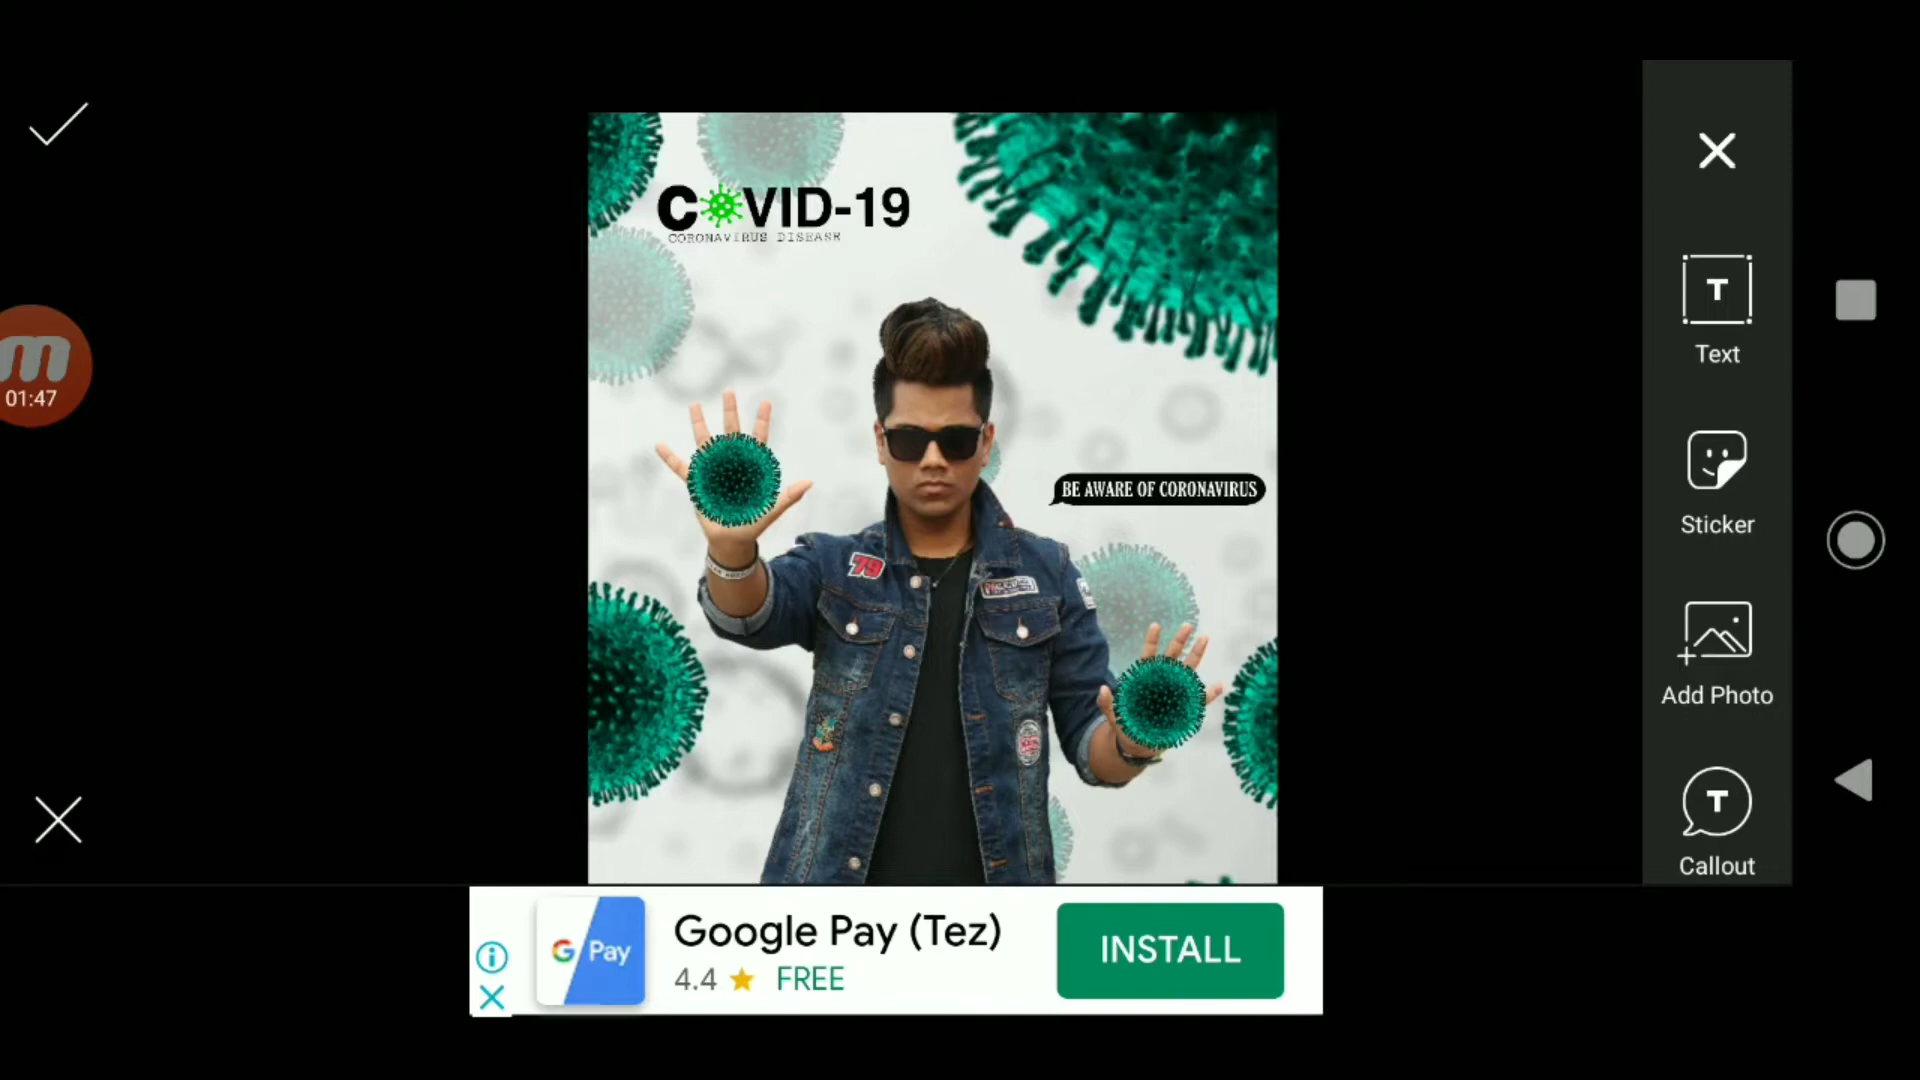 COVID-19
CORONAVIRUS DISEASE
BE AWARE OF CORONAVIRUS
79
m
01:47
T
Text
Sticker
Add Photo
T
Callout
G Pay
Google Pay (Tez)
4.4 ★ FREE
INSTALL